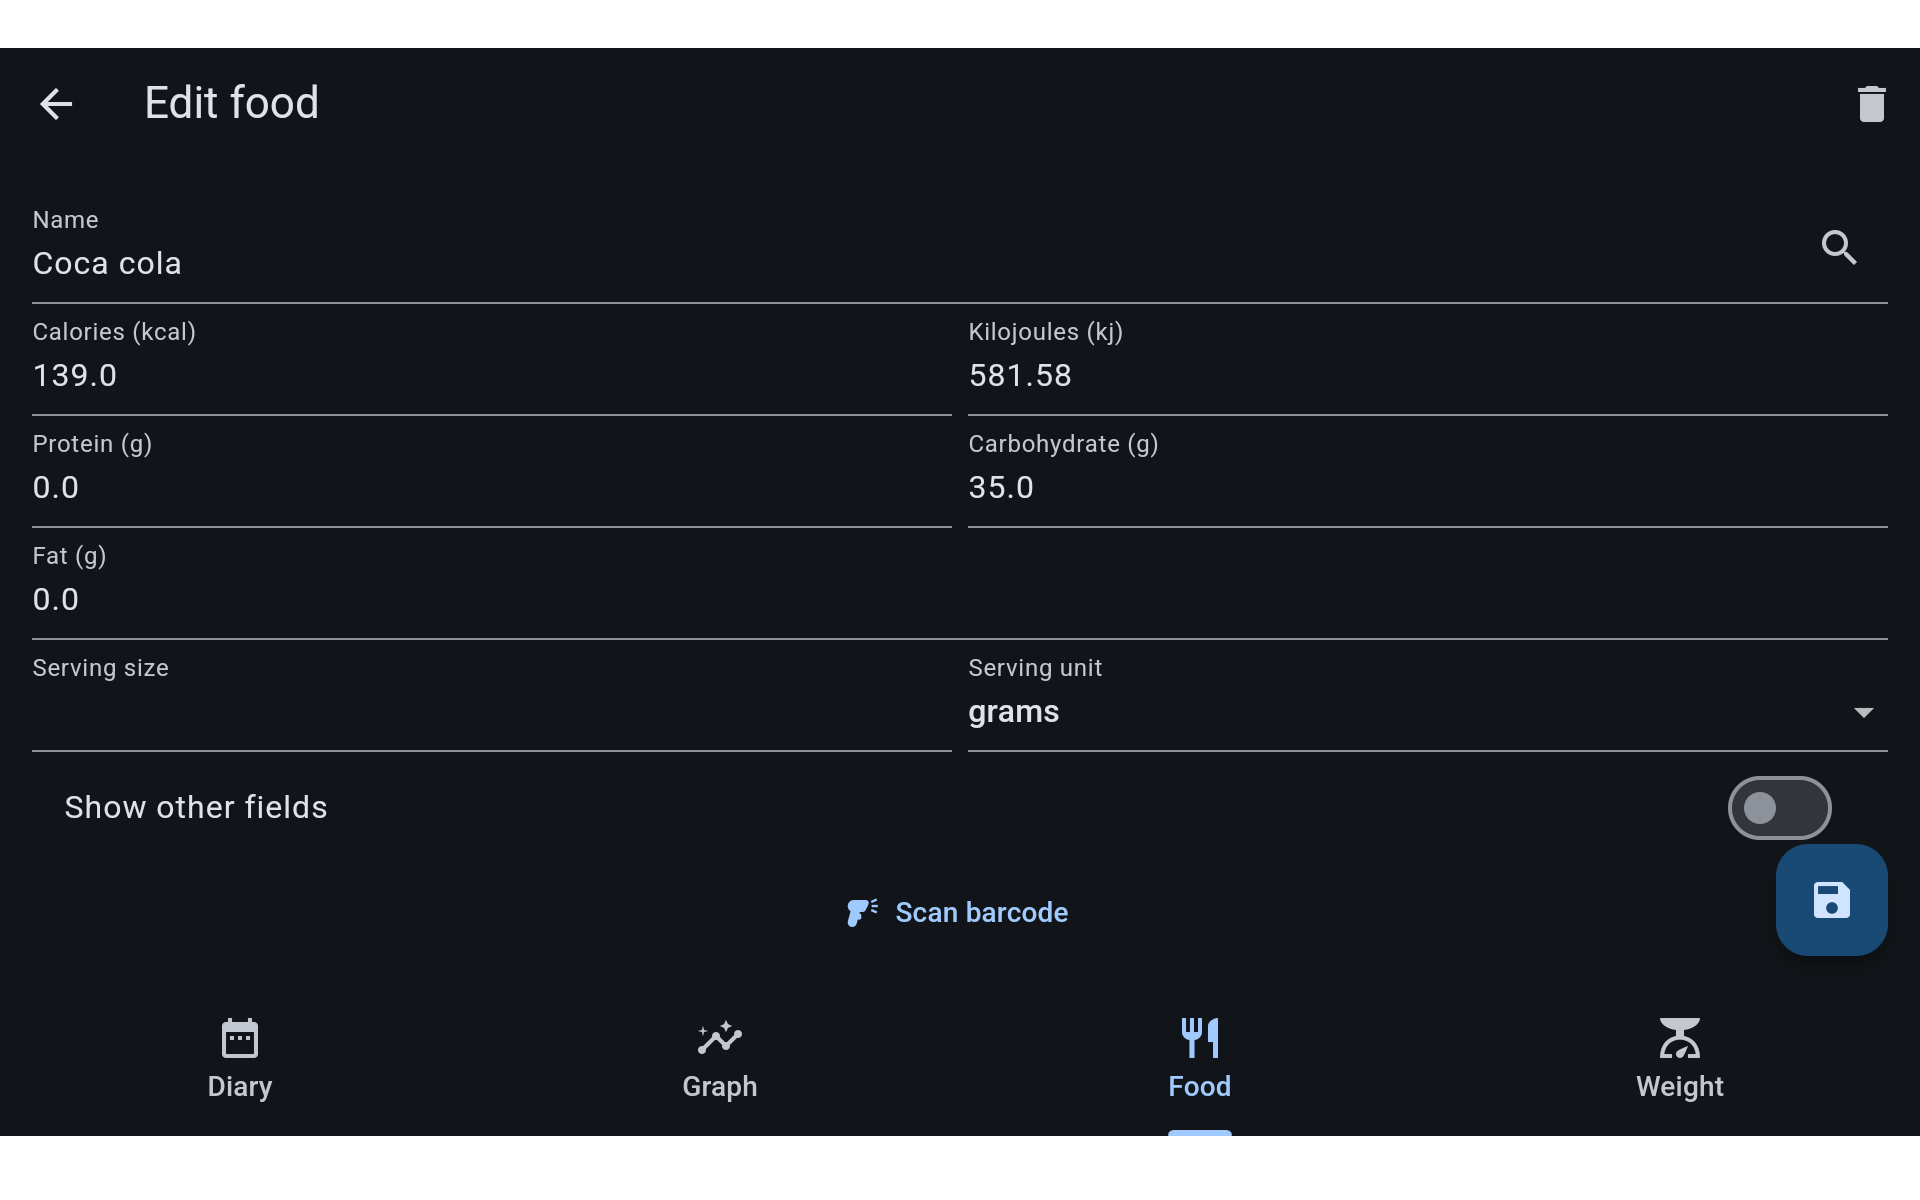 Edit food
Name
Coca cola
Calories (kcal)
Kilojoules (kj)
139.0
581.58
Protein (g)
Carbohydrate (g)
0.0
35.0
Fat (g)
0.0
Serving size
Serving unit
grams
Show other fields
Scan barcode
Diary
Graph
Food
Weight